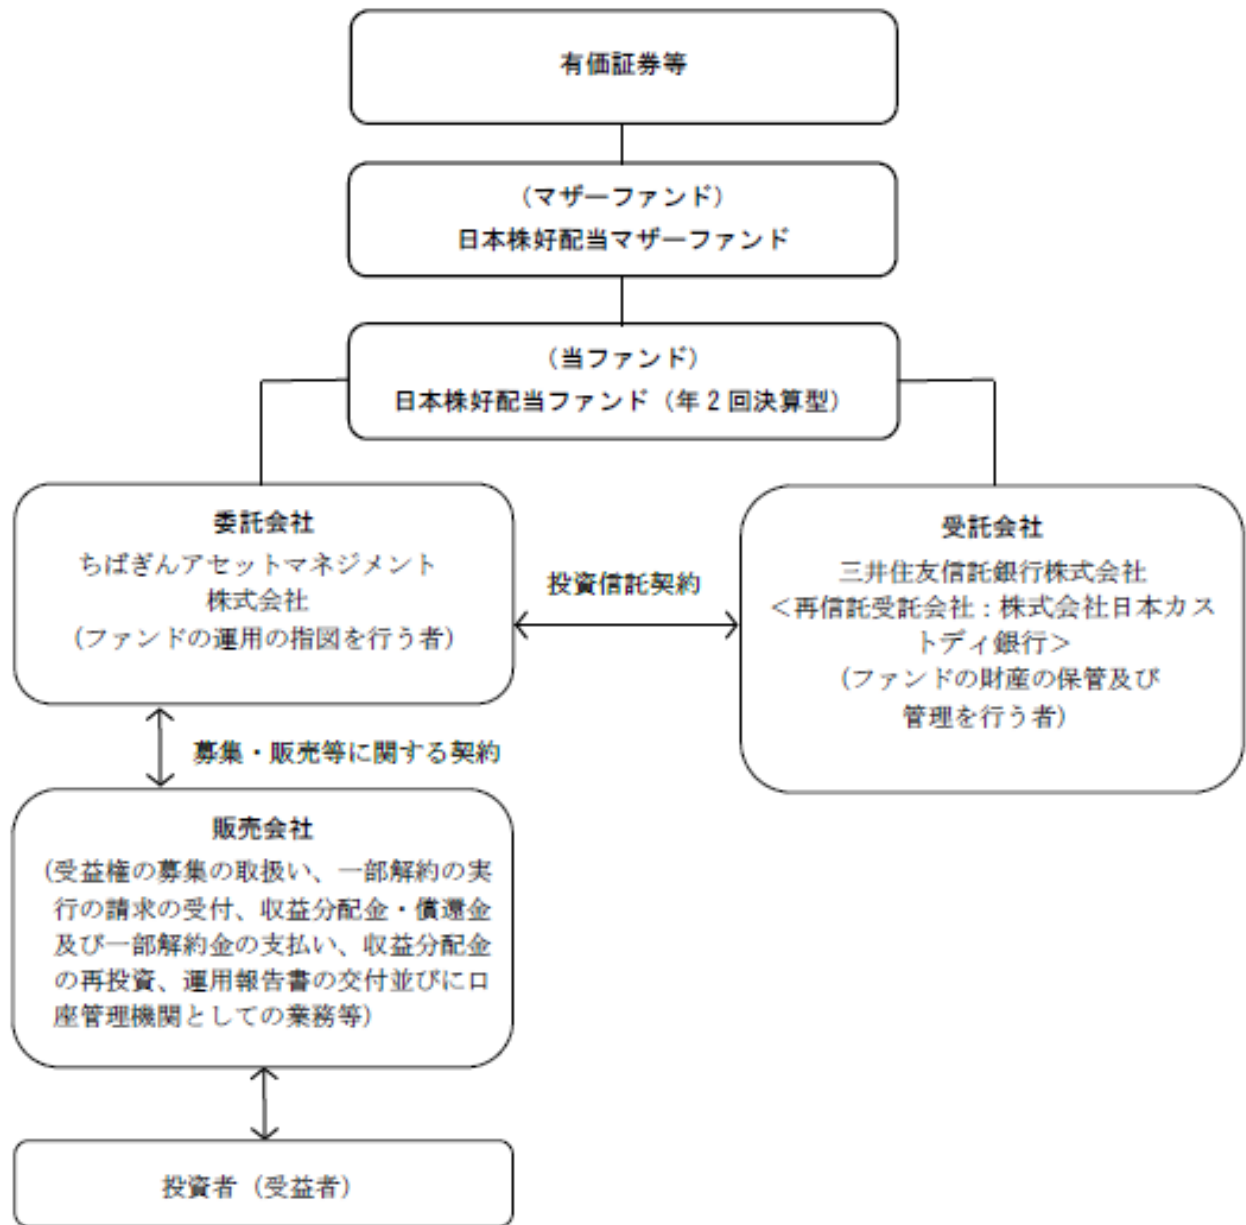 有価証券等
（マザーファンド）
日本株好配当マザーファンド
（当ファンド）
日本株好配当ファンド（年２回決算型）
委託会社
ちばぎんアセットマネジメント
株式会社
（ファンドの運用の指図を行う者）
投資信託契約
受託会社
三井住友信託銀行株式会社
＜再信託受託会社：株式会社日本カス
トディ銀行＞
（ファンドの財産の保管及び
管理を行う者）
募集・販売等に関する契約
販売会社
（受益権の募集の取扱い、一部解約の実
行の請求の受付、収益分配金・償還金
及び一部解約金の支払い、収益分配金
の再投資、運用報告書の交付並びに口
座管理機関としての業務等）
投資者（受益者）